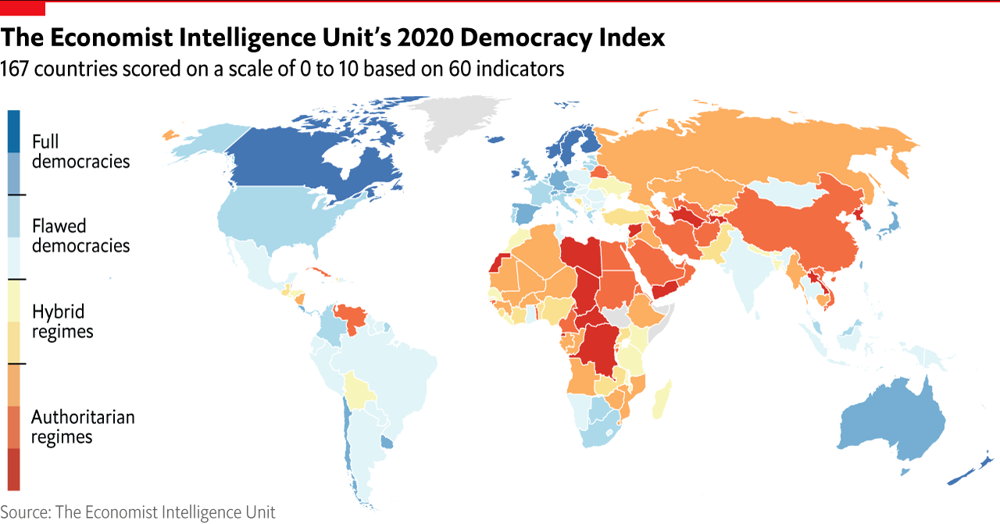 The Economist Intelligence Unit’s 2020 Democracy Index
167 countries scored on a scale of 0 to 10 based on 60 indicators
Full
democracies
Flawed
democracies
Hybrid
regimes
Authoritarian
regimes
Source: The Economist Intelligence Unit